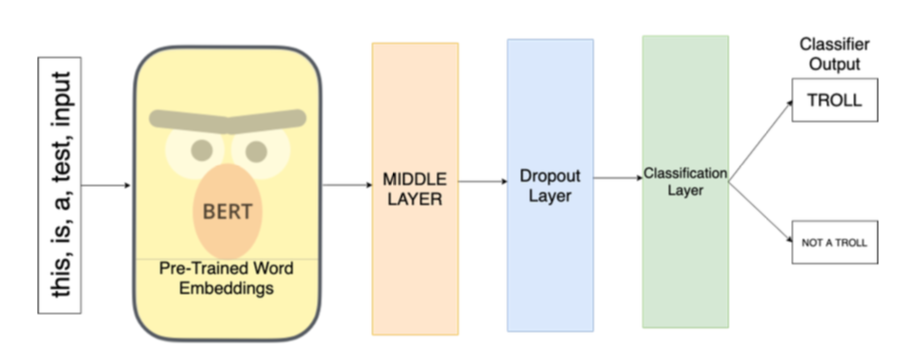 this, is, a, test, input
BERT
Pre-Trained Word
Embeddings
MIDDLE
LAYER
Dropout
Layer
Classification
Layer
Classifier
Output
TROLL
NOT A TROLL